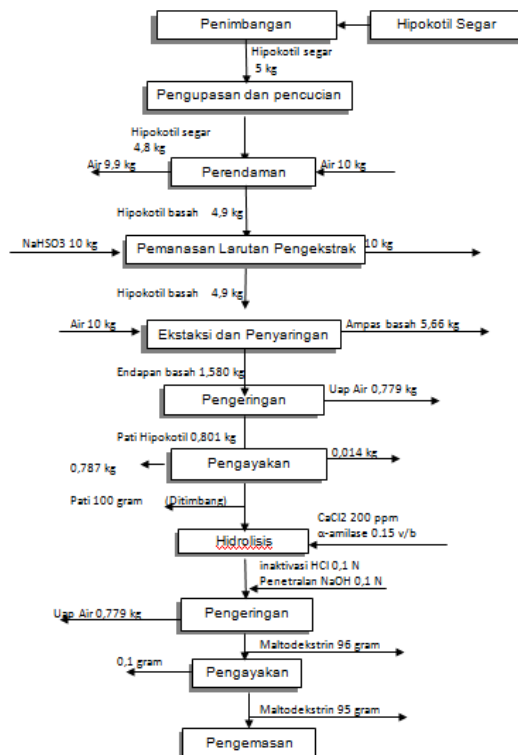 Penimbangan
Hipokotil Segar
Hipokotil segar
5 kg
Pengupasan dan pencucian
Hipokotil segar
4,8 kg
Air 9,9 kg
Air 10 kg
Perendaman
Hipokotil basah 4,9 kg
NaHSO3 10 kg
Pemanasan Larutan Pengekstrak
10 kg
Hipokotil basah 4,9 kg
Air 10 kg
Ekstaksi dan Penyaringan
Ampas basah 5,66 kg
Endapan basah 1,580 kg
Uap Air 0,779 kg
Pengeringan
Pati Hipokotil 0,801 kg
0,787 kg
Pengayakan
0,014 kg
Pati 100 gram (Ditimbang)
CaCl2 200 ppm
α-amilase 0.15 v/b
Hidrolisis
inaktivasi HCl 0,1 N
Penetralan NaOH 0,1 N
Uap Air 0,779 kg
Pengeringan
Maltodekstrin 96 gram
0,1 gram
Pengayakan
Maltodekstrin 95 gram
Pengemasan